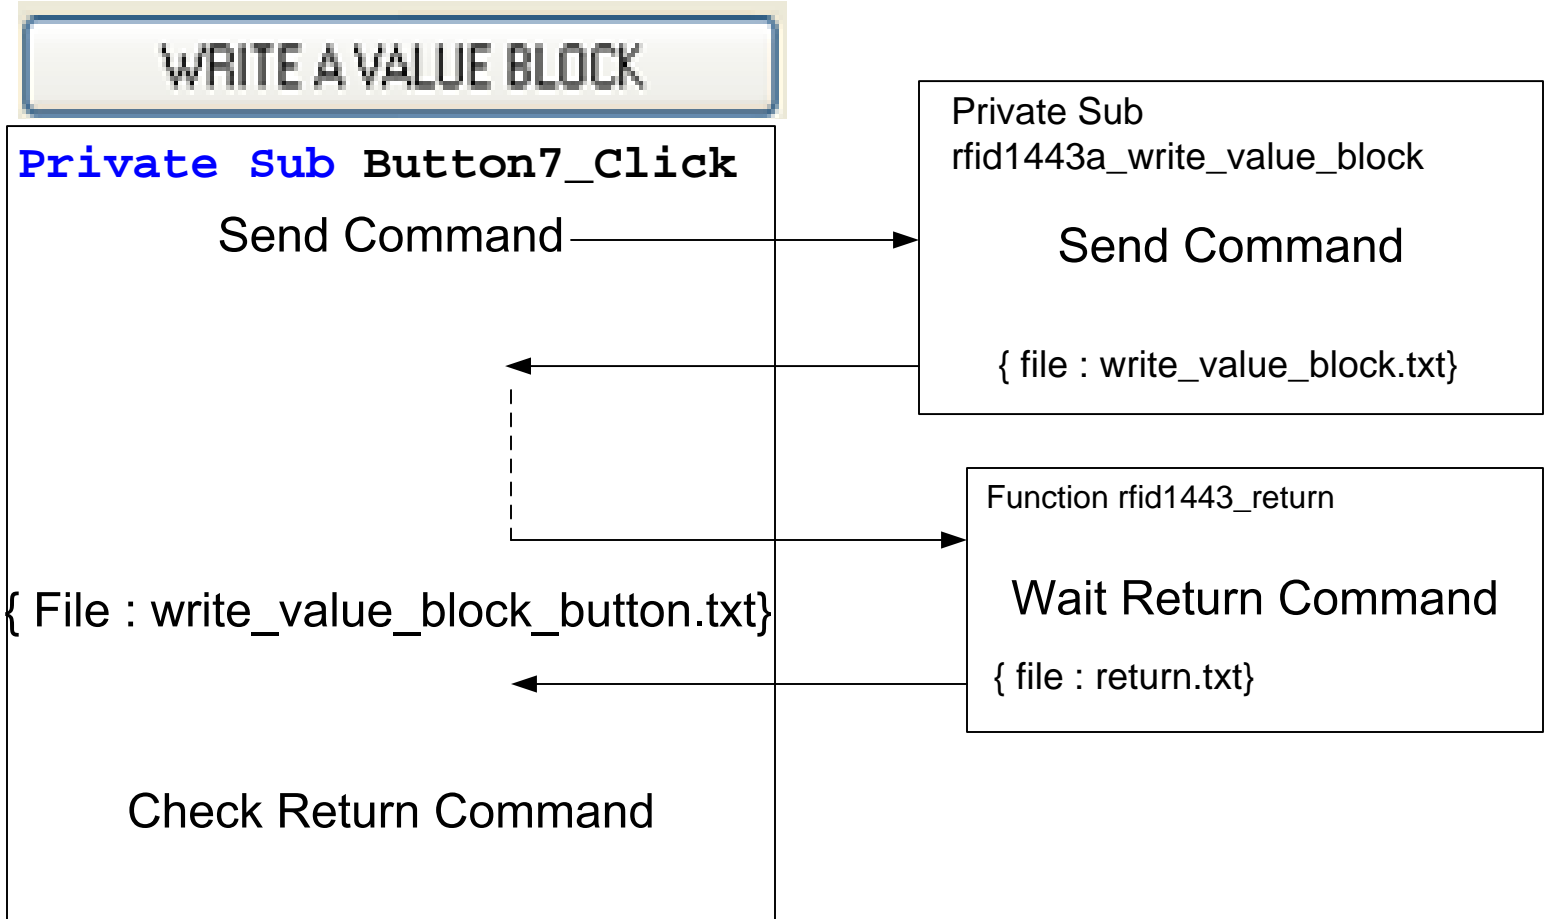 WRITE A VALUE BLOCK
Private Sub Button7_Click
Send Command
{ File : write_value_block_button.txt}
Check Return Command
Private Sub
rfid1443a_write_value_block
Send Command
{ file : write_value_block.txt}
Function rfid1443_return
Wait Return Command
{ file : return.txt}